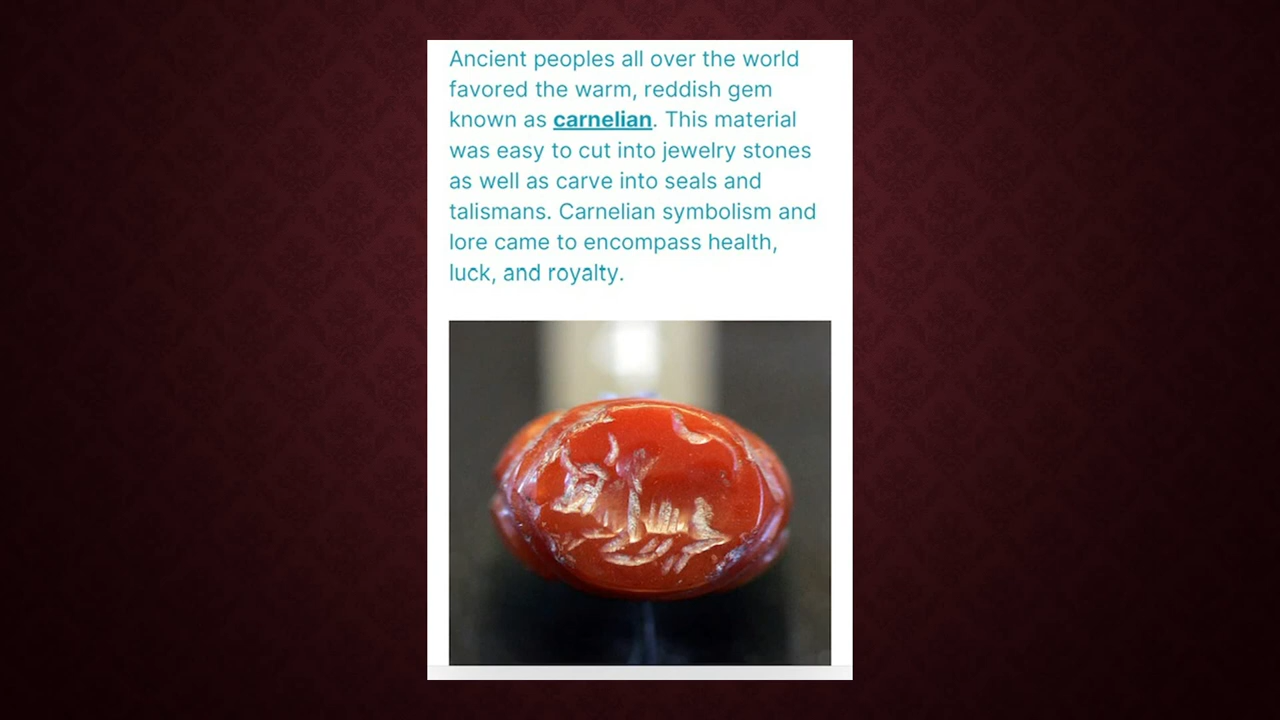 Ancient peoples all over the world
favored the warm, reddish gem
known as carnelian. This material
was easy to cut into jewelry stones
as well as carve into seals and
talismans. Carnelian symbolism and
lore came to encompass health,
luck, and royalty.